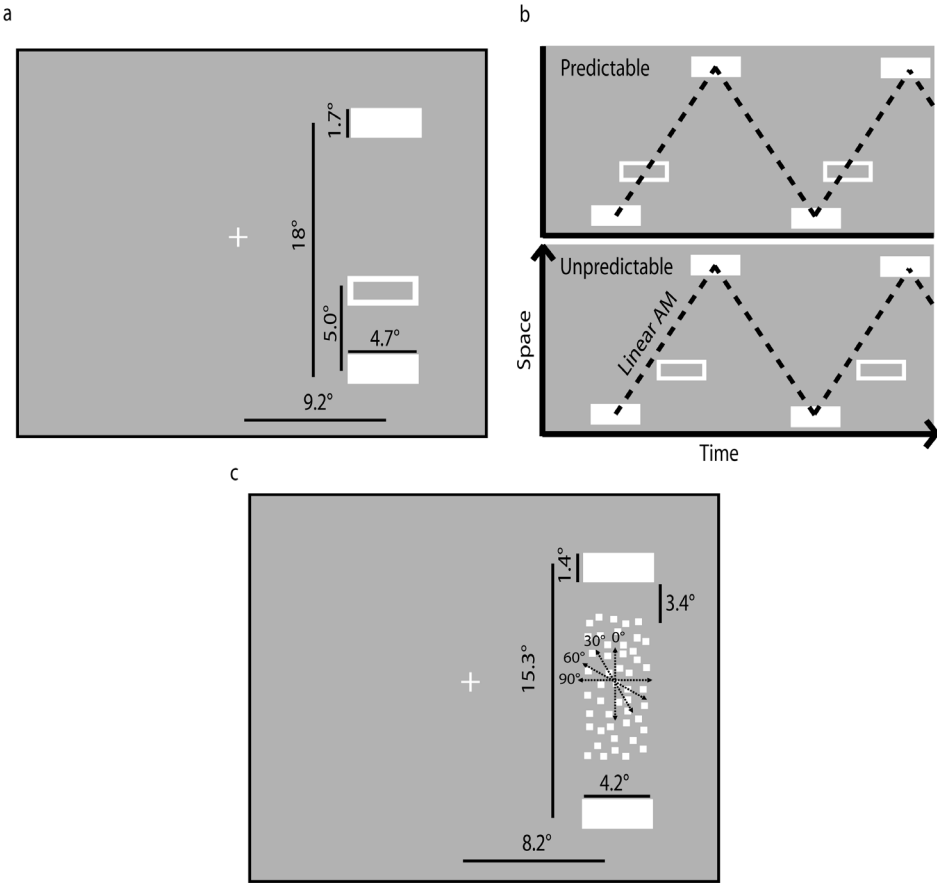 a
1.7°
18°
5.0°
4.7°
9.2°
b
Predictable
Unpredictable
Linear AM
Space
Time
c
1.4°
3.4°
15.3°
30° 0°
60°
90°
4.2°
8.2°